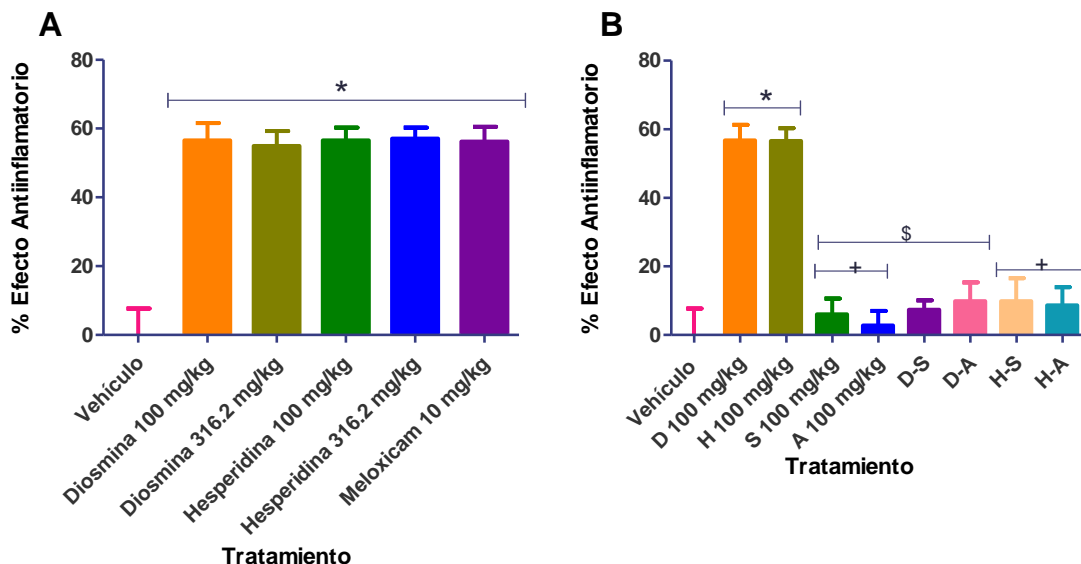 A
% Efecto Antiinflamatorio
80
60
40
20
0
*
Vehículo
Diosmina 100 mg/kg
Diosmina 316.2 mg/kg
Hesperidina 100 mg/kg
Hesperidina 316.2 mg/kg
Meloxicam 10 mg/kg
Tratamiento
B
% Efecto Antiinflamatorio
80
60
40
20
0
*
$
+
+
Vehículo
D 100 mg/kg
H 100 mg/kg
S 100 mg/kg
A 100 mg/kg
D-S
D-A
H-S
H-A
Tratamiento